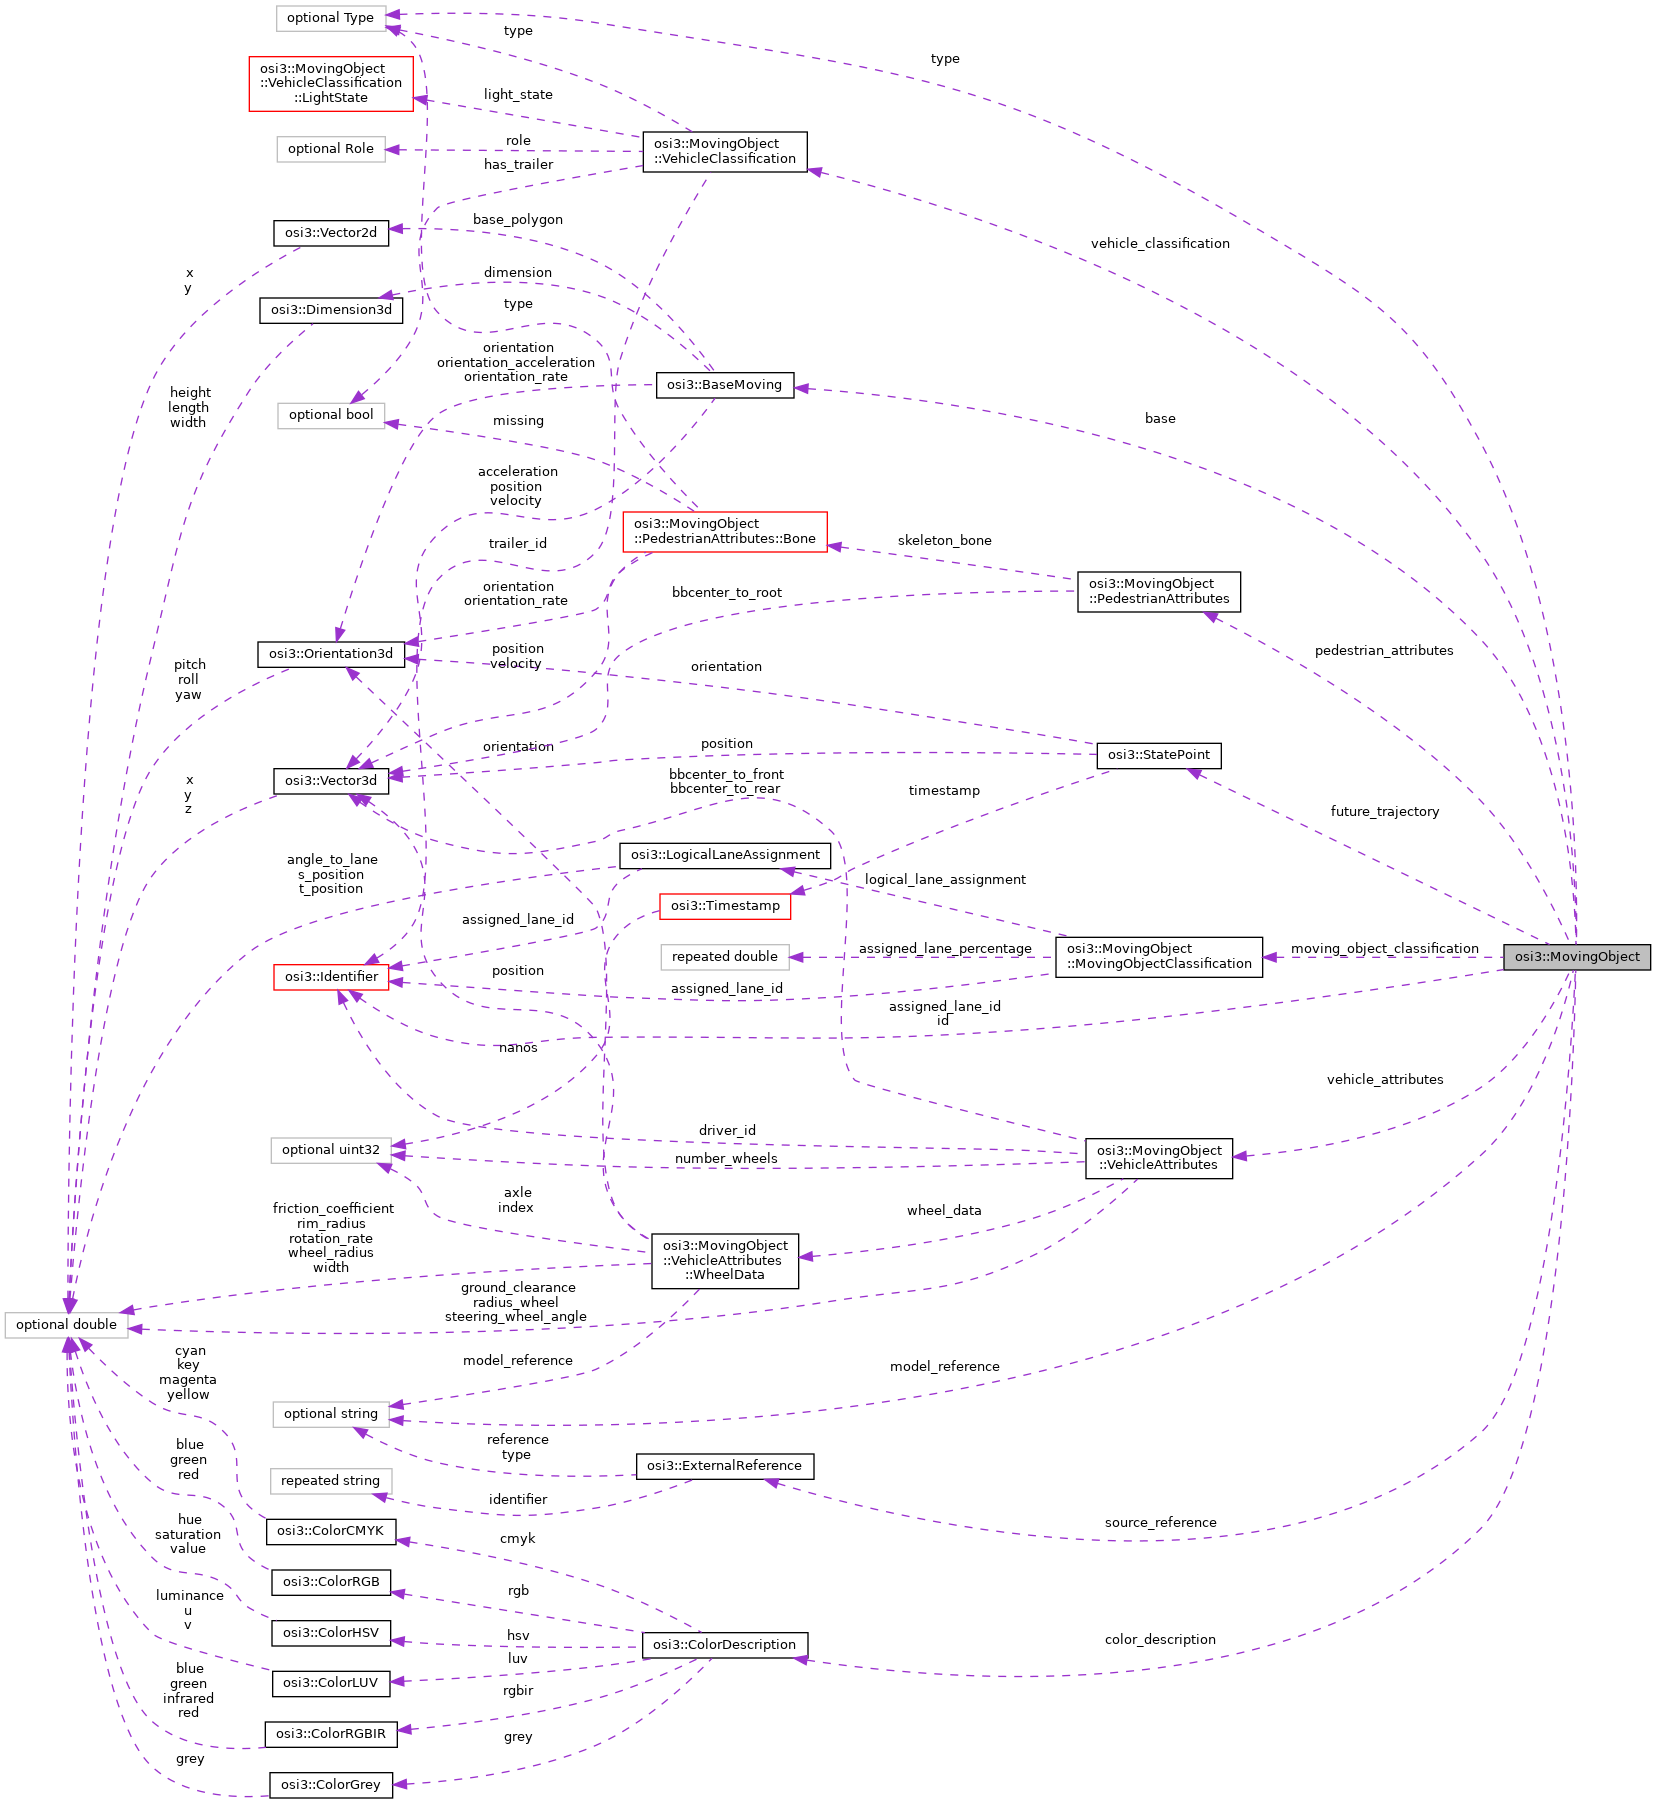 optional Type
type
type
osi3::MovingObject
::VehicleClassification
::LightState
light_state
optional Role
role
has_trailer
osi3::MovingObject
::VehicleClassification
vehicle_classification
osi3::Vector2d
base_polygon
x
y
osi3::Dimension3d
dimension
type
height
length
width
orientation
orientation_acceleration
orientation_rate
osi3::BaseMoving
base
optional bool
missing
acceleration
position
velocity
osi3::MovingObject
::PedestrianAttributes::Bone
trailer_id
skeleton_bone
osi3::MovingObject
::PedestrianAttributes
orientation
orientation_rate
bbcenter_to_root
pedestrian_attributes
osi3::Orientation3d
position
velocity
orientation
pitch
roll
yaw
orientation
position
osi3::StatePoint
osi3::Vector3d
x
y
z
bbcenter_to_front
bbcenter_to_rear
timestamp
future_trajectory
osi3::LogicalLaneAssignment
angle_to_lane
s_position
t_position
logical_lane_assignment
osi3::Timestamp
assigned_lane_id
repeated double
assigned_lane_percentage
osi3::MovingObject
::MovingObjectClassification
moving_object_classification
osi3::MovingObject
osi3::Identifier
position
assigned_lane_id
assigned_lane_id
id
nanos
vehicle_attributes
optional uint32
driver_id
number_wheels
osi3::MovingObject
::VehicleAttributes
axle
index
wheel_data
friction_coefficient
rim_radius
rotation_rate
wheel_radius
width
osi3::MovingObject
::VehicleAttributes
::WheelData
ground_clearance
radius_wheel
steering_wheel_angle
optional double
cyan
key
magenta
yellow
model_reference
model_reference
optional string
reference
type
osi3::ExternalReference
blue
green
red
repeated string
identifier
source_reference
hue
saturation
value
osi3::ColorCMYK
cmyk
osi3::ColorRGB
rgb
luminance
u
v
osi3::ColorHSV
hsv
osi3::ColorDescription
color_description
luv
osi3::ColorLUV
blue
green
infrared
red
rgbir
osi3::ColorRGBIR
grey
grey
osi3::ColorGrey